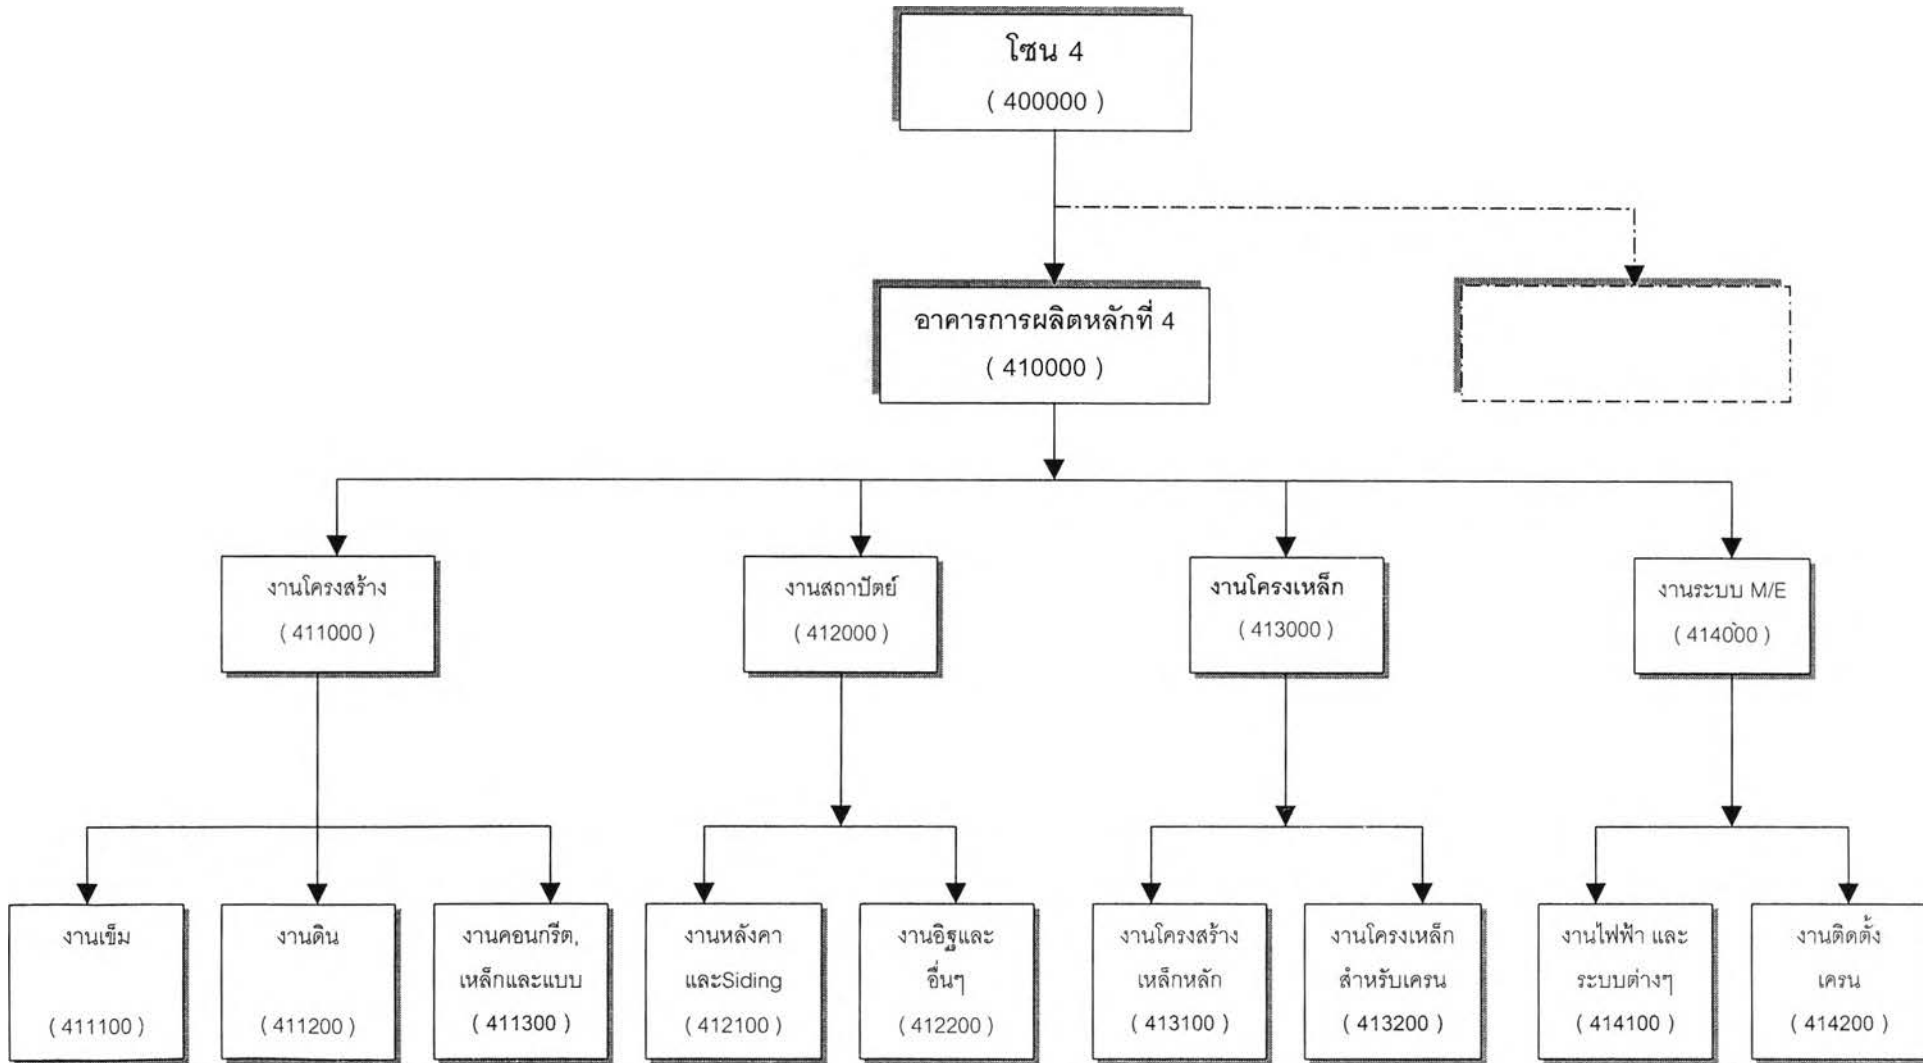 โซน 4
( 400000 )
อาคารการผลิตหลักที่ 4
( 410000 )
งานโครงสร้าง
( 411000 )
งานสถาปัตย์
( 412000 )
งานโครงเหล็ก
( 413000 )
งานระบบ M/E
( 414000 )
งานเข็ม
( 411100 )
งานดิน
( 411200 )
งานคอนกรีต,
เหล็กและแบบ
( 411300 )
งานหลังคา
และSiding
( 412100 )
งานอิฐและ
อื่นๆ
( 412200 )
งานโครงสร้าง
เหล็กหลัก
( 413100 )
งานโครงเหล็ก
สำหรับเครน
( 413200 )
งานไฟฟ้า และ
ระบบต่างๆ
( 414100 )
งานติดตั้ง
เครน
( 414200 )